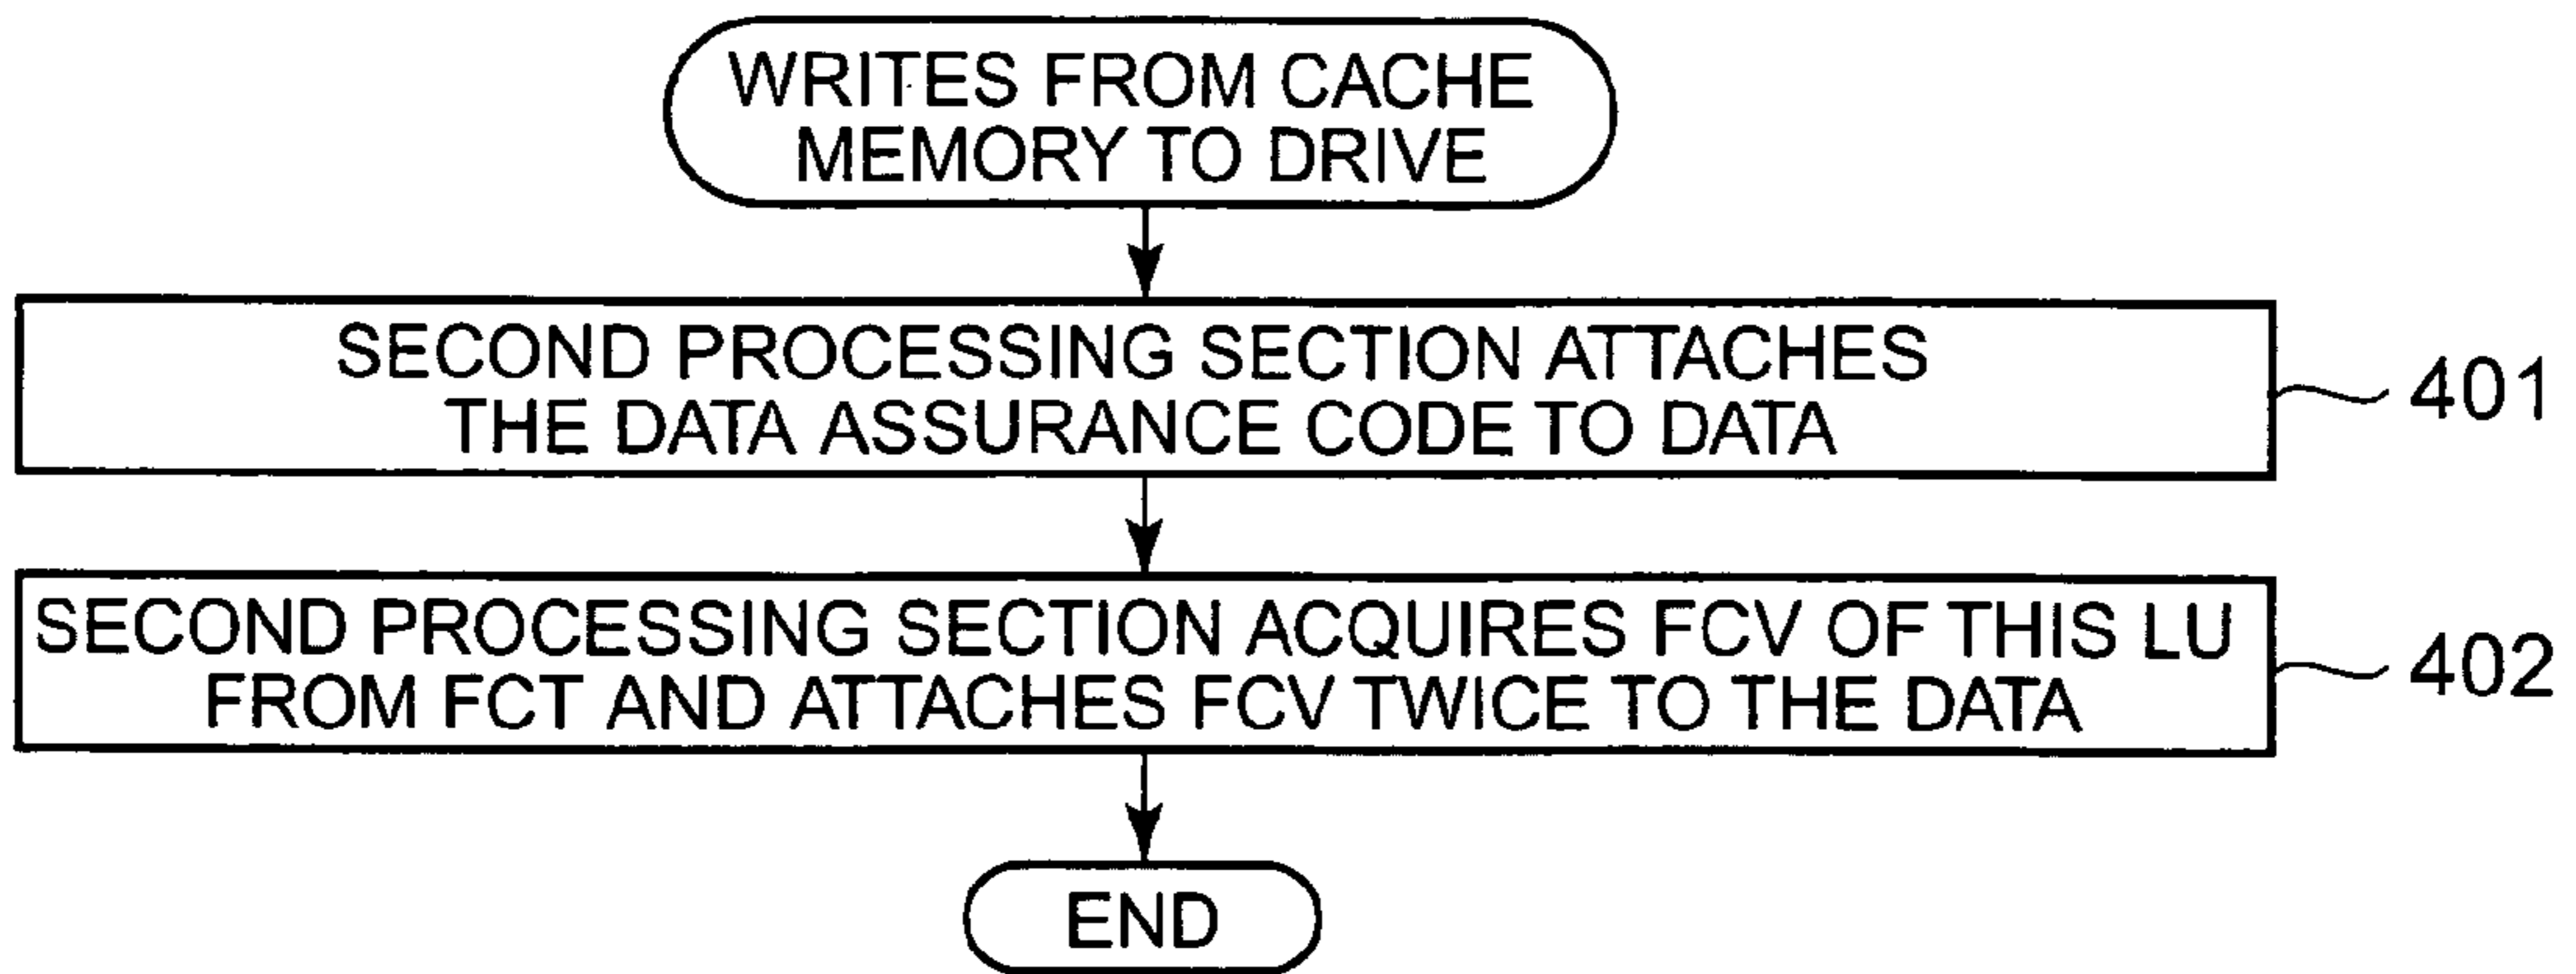 WRITES FROM CACHE
MEMORY TO DRIVE
SECOND PROCESSING SECTION ATTACHES
THE DATA ASSURANCE CODE TO DATA
401
SECOND PROCESSING SECTION ACQUIRES FCV OF THIS LU
FROM FCT AND ATTACHES FCV TWICE TO THE DATA
402
END